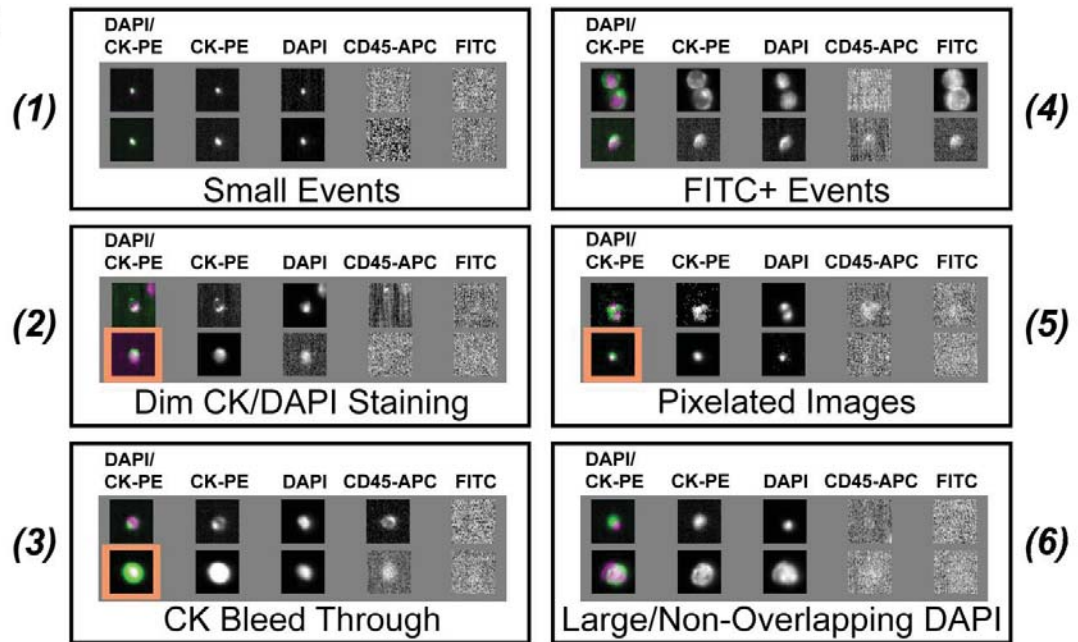 (1)
DAPI/
CK-PE CK-PE DAPI CD45-APC FITC
Small Events
(2)
DAPI/
CK-PE CK-PE DAPI CD45-APC FITC
Dim CK/DAPI Staining
(3)
DAPI/
CK-PE CK-PE DAPI CD45-APC FITC
CK Bleed Through
(4)
DAPI/
CK-PE CK-PE DAPI CD45-APC FITC
FITC+ Events
(5)
DAPI/
CK-PE CK-PE DAPI CD45-APC FITC
Pixelated Images
(6)
DAPI/
CK-PE CK-PE DAPI CD45-APC FITC
Large/Non-Overlapping DAPI